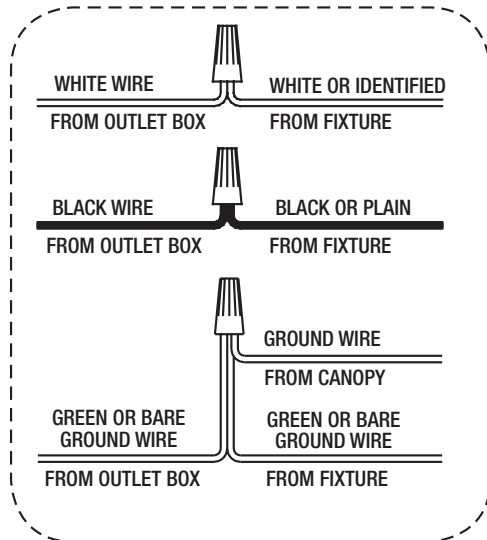 WHITE WIRE
FROM OUTLET BOX
WHITE OR IDENTIFIED
FROM FIXTURE
BLACK WIRE
FROM OUTLET BOX
BLACK OR PLAIN
FROM FIXTURE
GROUND WIRE
FROM CANOPY
GREEN OR BARE
GROUND WIRE
FROM OUTLET BOX
GREEN OR BARE
GROUND WIRE
FROM FIXTURE